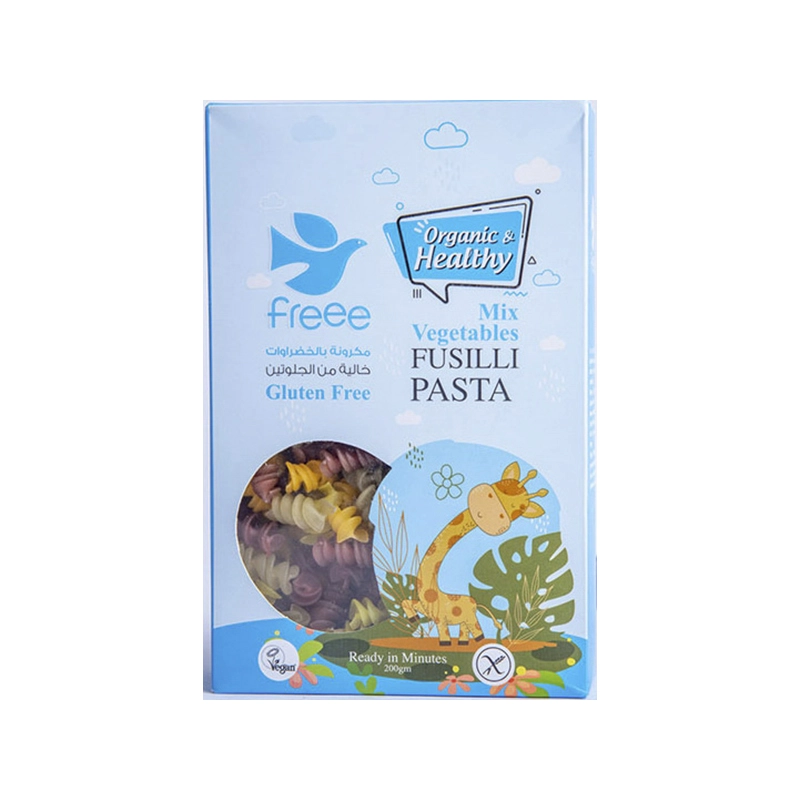 freee
مكرونة بالخضراوات
خالية من الجلوتين
Gluten Free
Organic &
Healthy
Mix
Vegetables
FUSILLI
PASTA
Vegan
Ready in Minutes
200gm